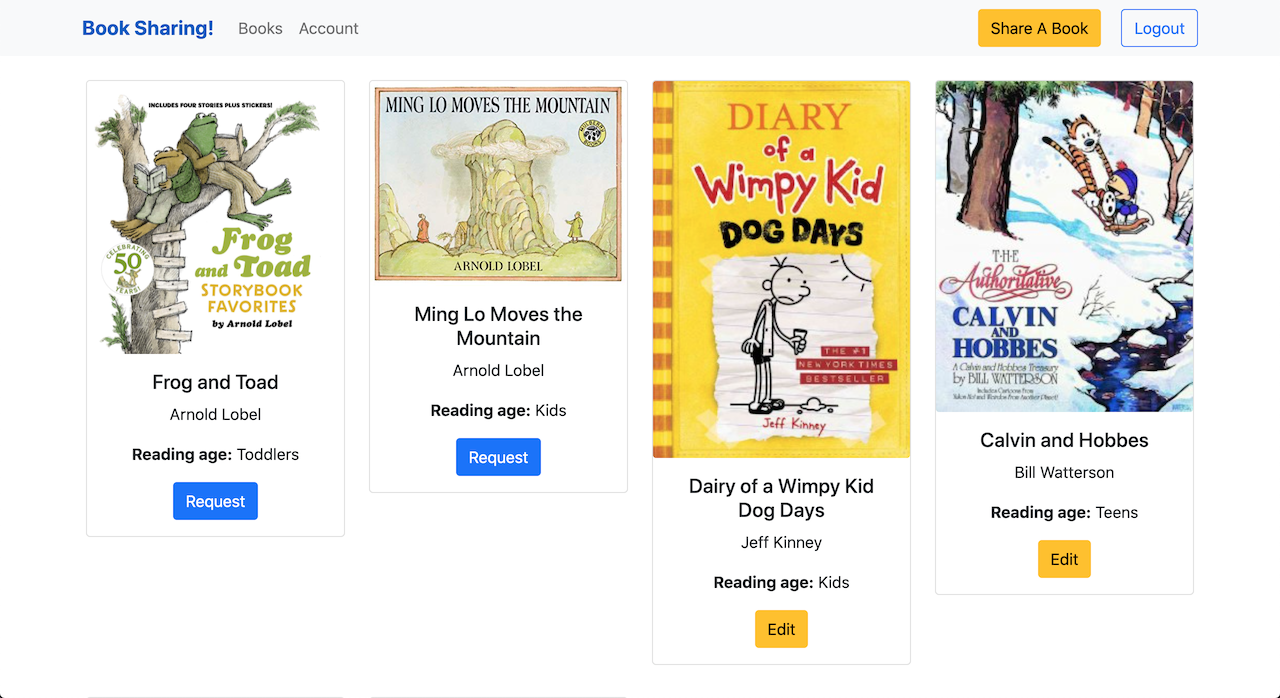 Book Sharing!
Books
Account
Share A Book
Logout
INCLUDES FOUR STORIES PLUS STICKERS!
CELEBRATING
50
YEARS!
Frog
and Toad
STORYBOOK
FAVORITES
by Arnold Lobel
Frog and Toad
Arnold Lobel
Reading age: Toddlers
Request
MING LO MOVES THE MOUNTAIN
MULBERRY
BOOKS
ARNOLD LOBEL
Ming Lo Moves the
Mountain
Arnold Lobel
Reading age: Kids
Request
DIARY
of a
Wimpy Kid
DOG DAYS
THE #1
NEW YORK TIMES
BESTSELLER
Jeff Kinney
Dairy of a Wimpy Kid
Dog Days
Jeff Kinney
Reading age: Kids
Edit
THE
Authoritative
CALVIN
AND
HOBBES
A Calvin and Hobbes Treasury
by BILL WATTERSON
Includes Cartoons From
Yukon Ho! and Weirdos From Another Planet!
Calvin and Hobbes
Bill Watterson
Reading age: Teens
Edit